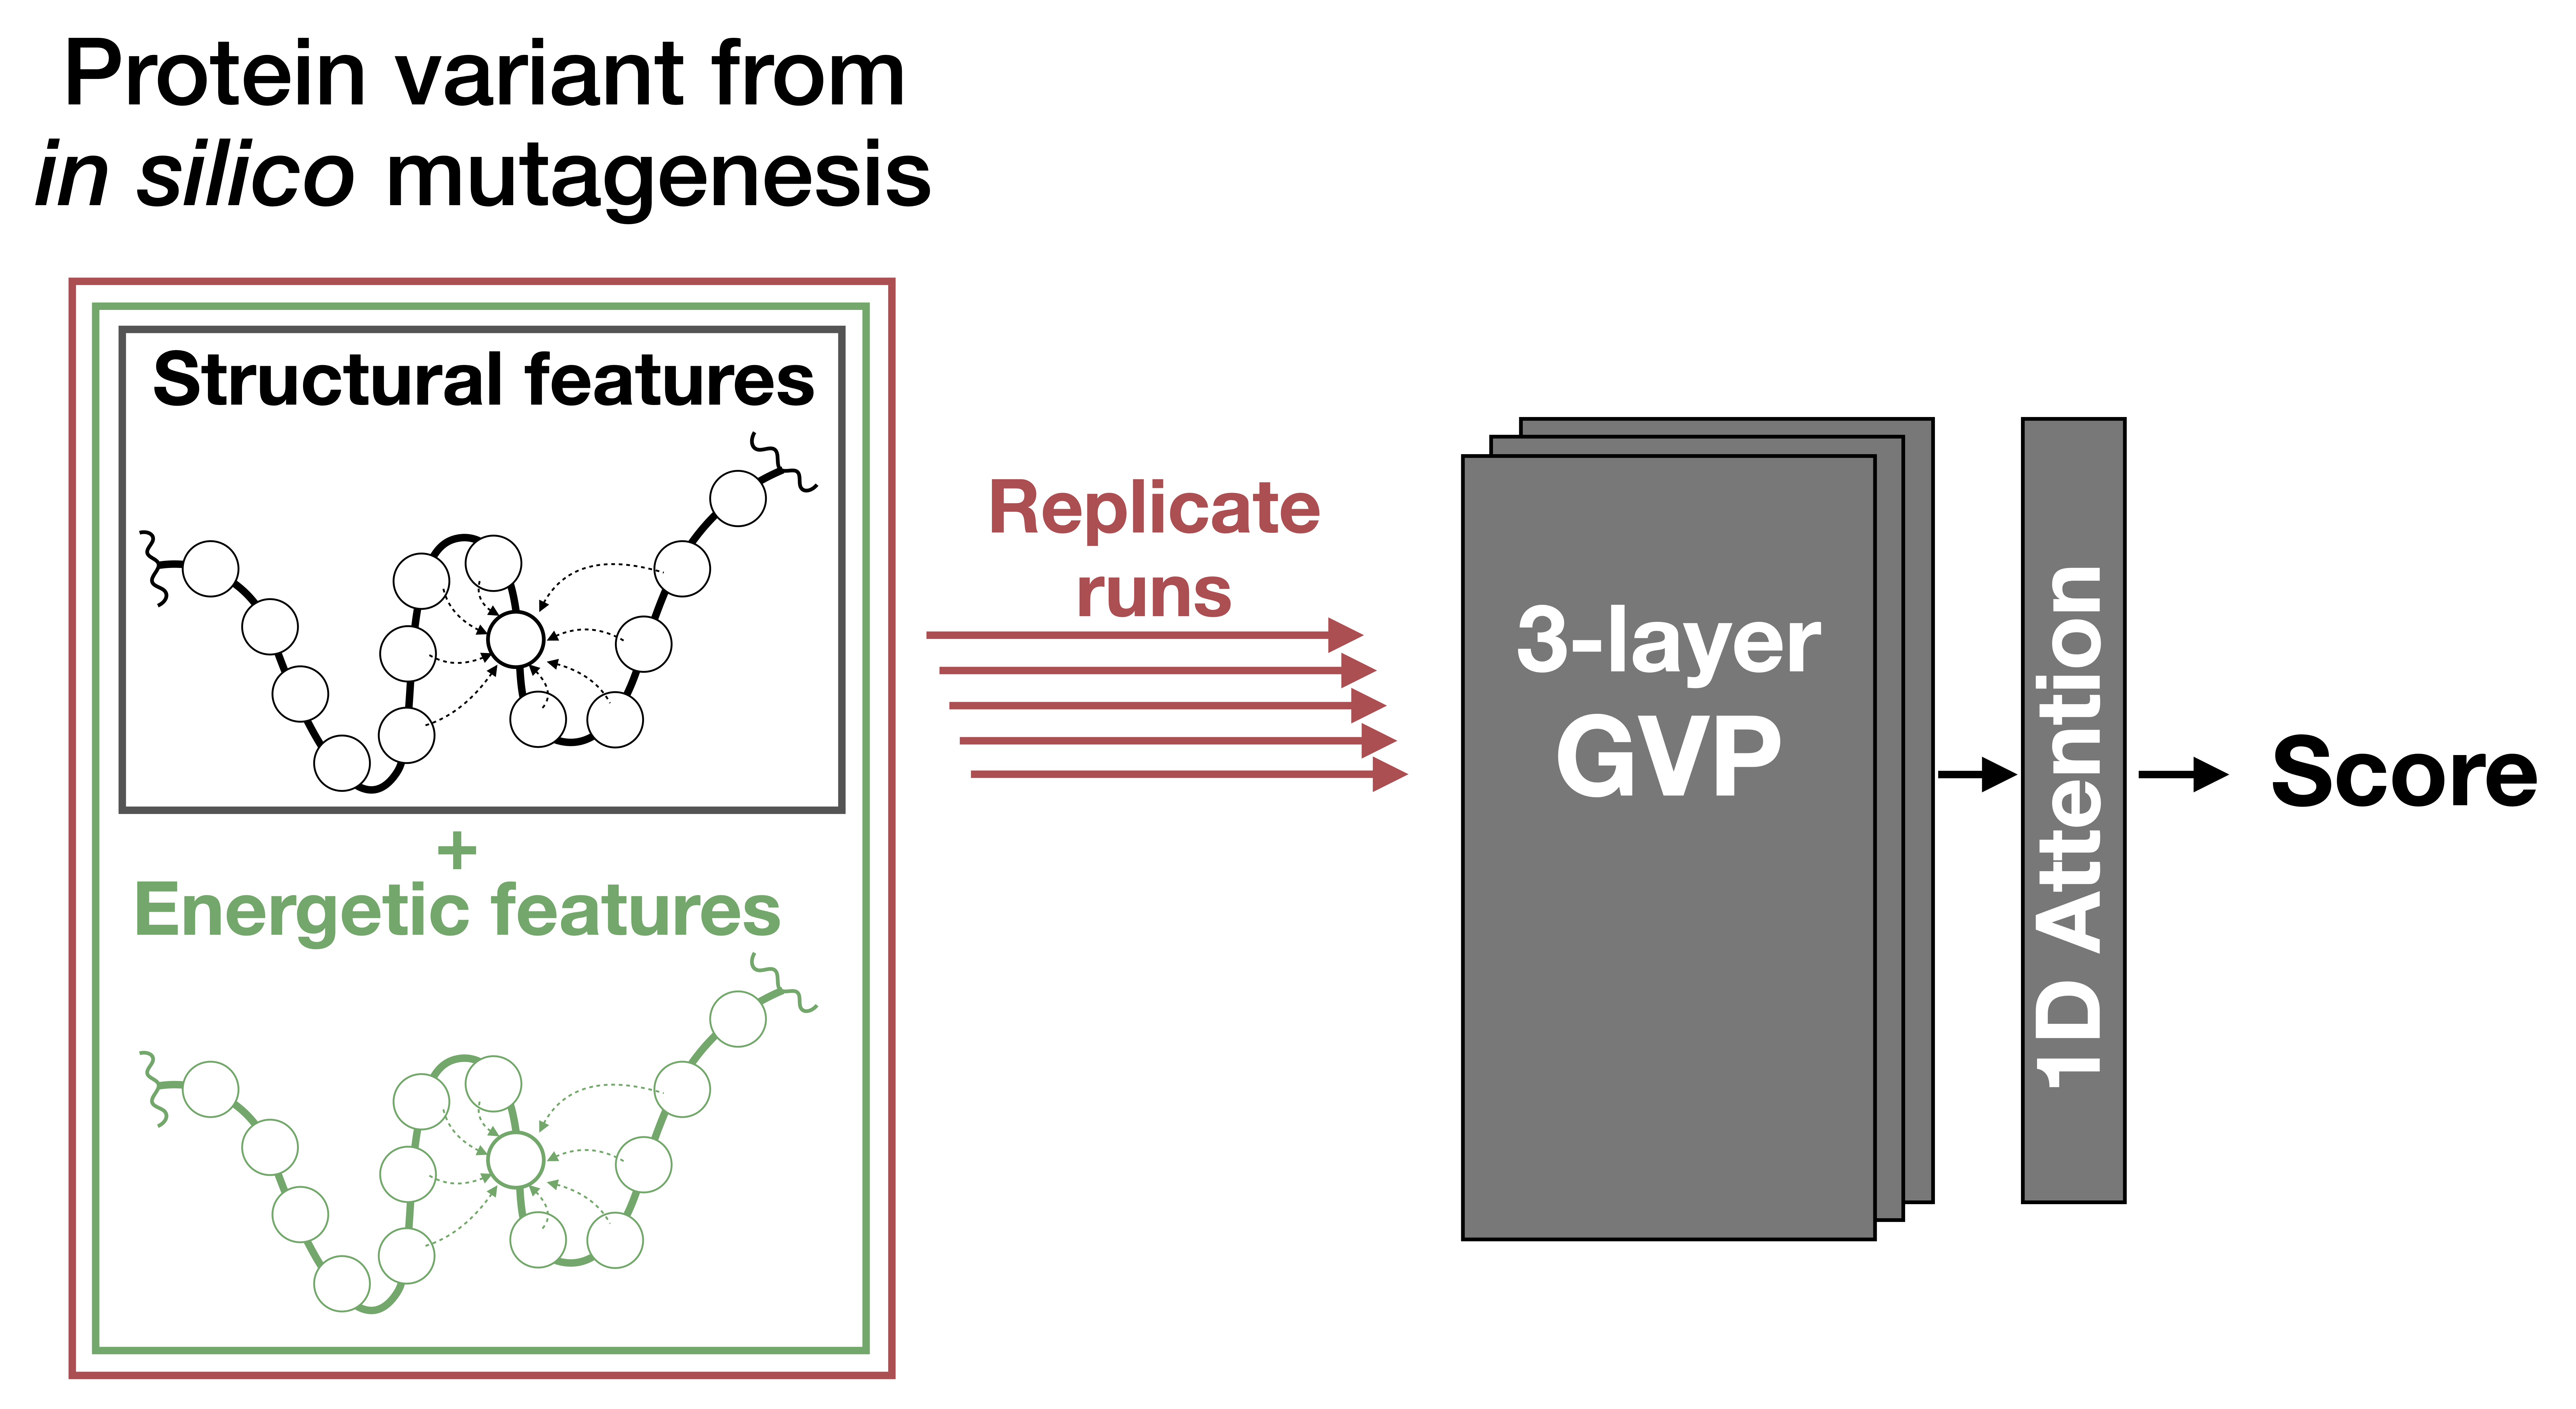 Protein variant from
in silico mutagenesis
Structural features
+
Energetic features
Replicate
runs
3-layer
GVP
1D Attention
Score